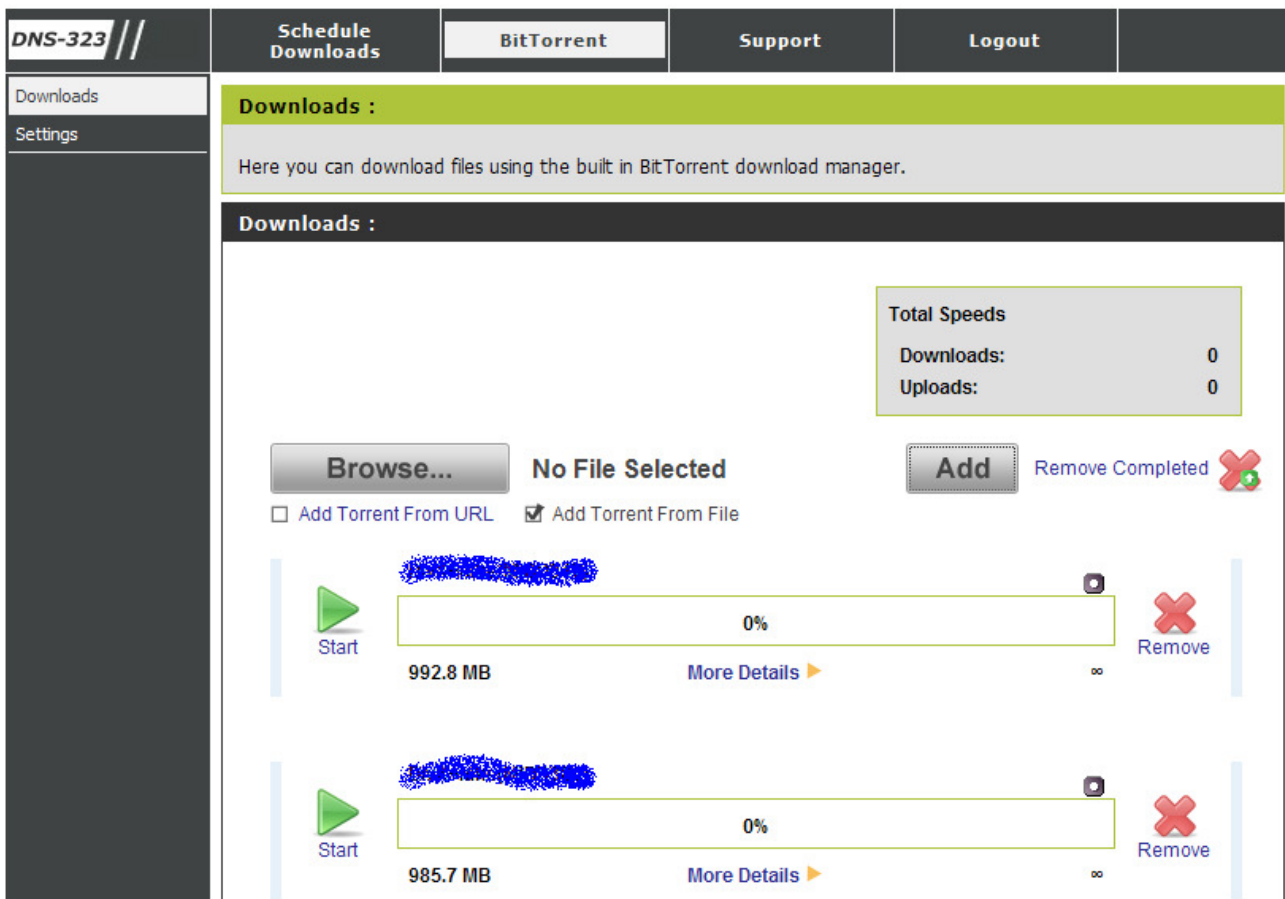 DNS-323
Schedule Downloads
BitTorrent
Support
Logout
Downloads
Settings
Downloads :
Here you can download files using the built in BitTorrent download manager.
Downloads :
Total Speeds
Downloads: 0
Uploads: 0
Browse... No File Selected Add Remove Completed
Add Torrent From URL Add Torrent From File
0%
Start Remove
992.8 MB More Details ∞
0%
Start Remove
985.7 MB More Details ∞